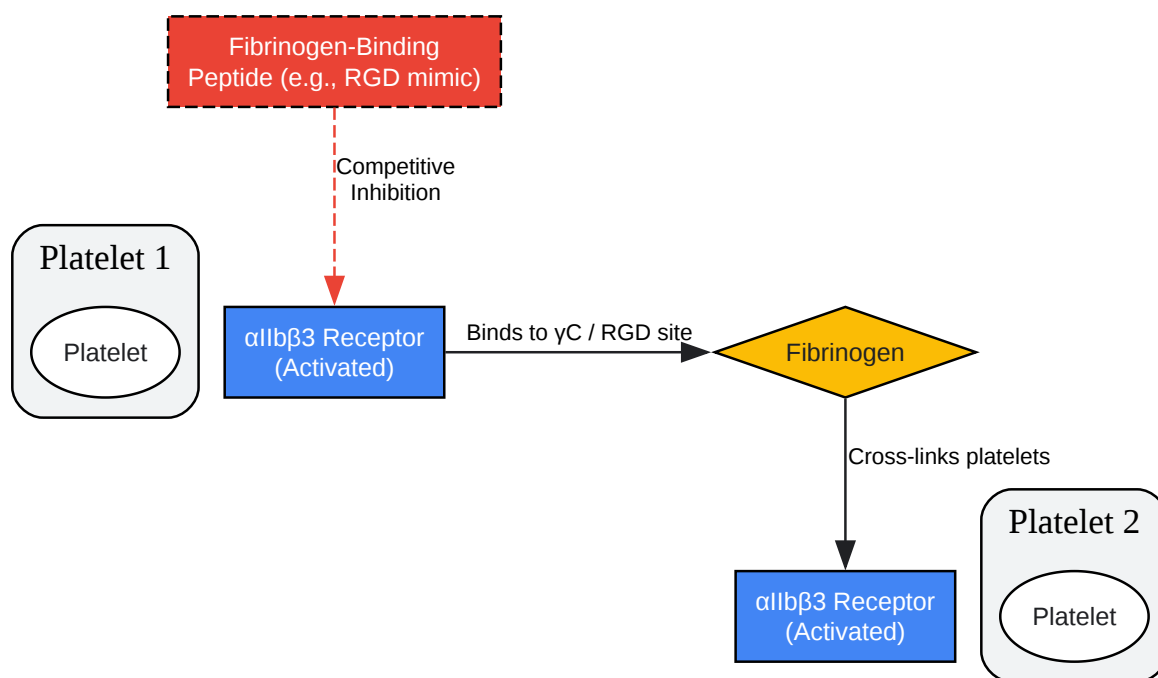 Fibrinogen-Binding
Peptide (e.g., RGD mimic)
Competitive
Inhibition
Platelet 1
Platelet
αIIbβ3 Receptor
(Activated)
Binds to γC / RGD site
Fibrinogen
Cross-links platelets
αIIbβ3 Receptor
(Activated)
Platelet 2
Platelet